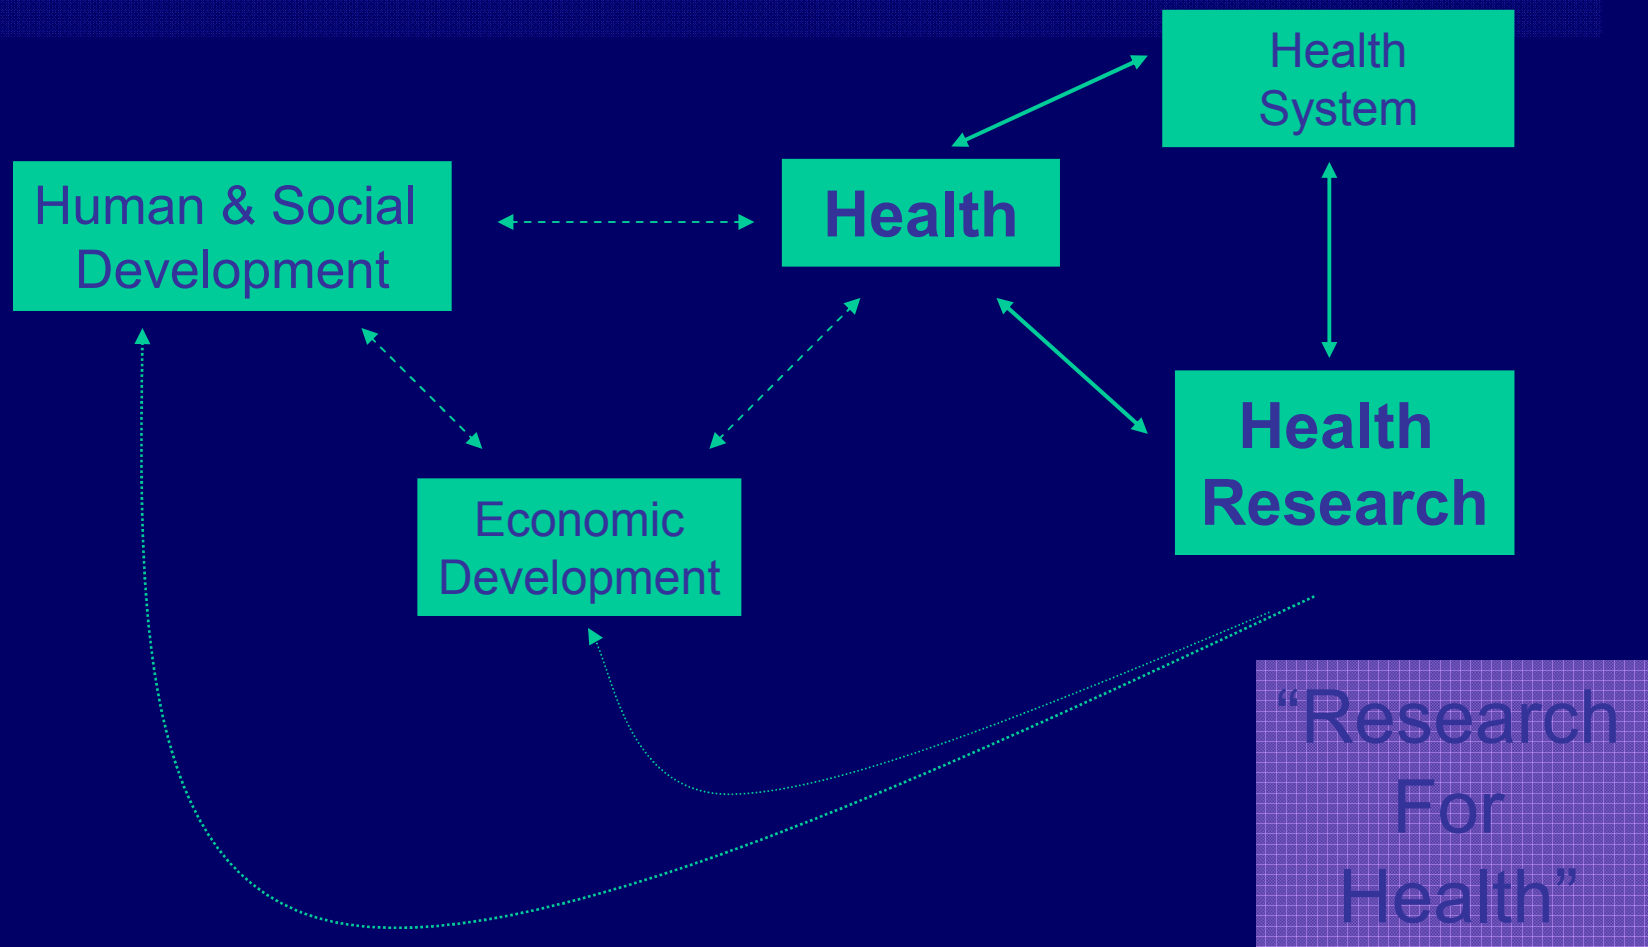 Health
System
Human & Social
Development
Health
Health
Research
Economic
Development
“Research
For
Health”